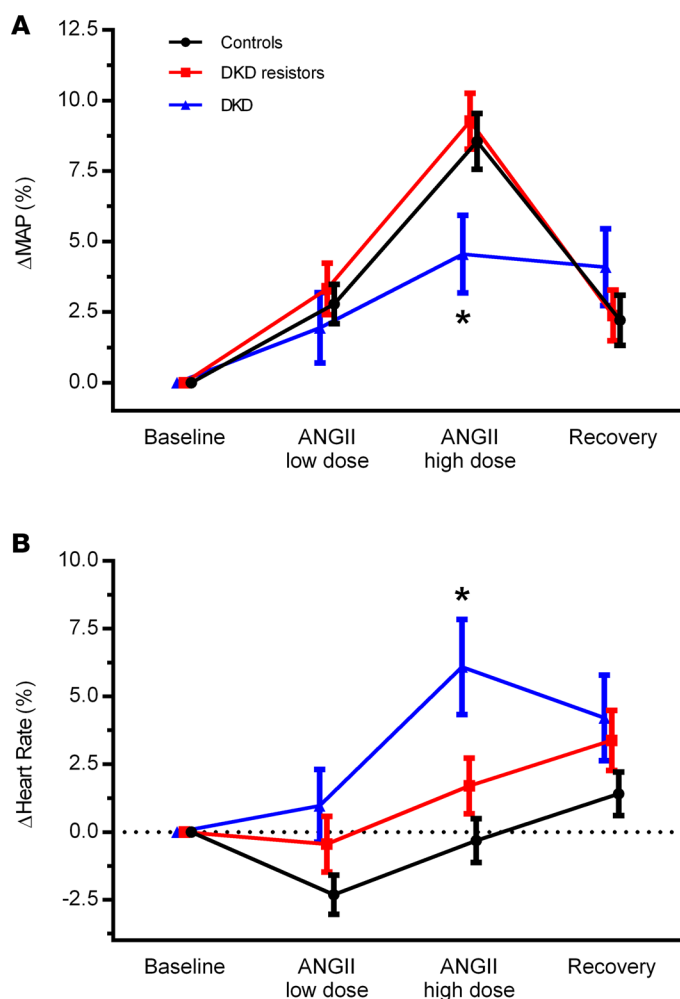 A
12.5
10.0
7.5
5.0
2.5
0.0
ΔMAP (%)
Controls
DKD resistors
DKD
*
Baseline
ANGII
low dose
ANGII
high dose
Recovery
B
10.0
7.5
5.0
2.5
0.0
-2.5
ΔHeart Rate (%)
*
Baseline
ANGII
low dose
ANGII
high dose
Recovery